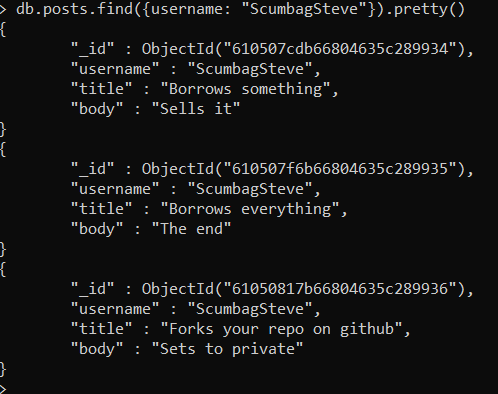 > db.posts.find({username: "ScumbagSteve"}).pretty()
{
        "_id" : ObjectId("610507cdb66804635c289934"),
        "username" : "ScumbagSteve",
        "title" : "Borrows something",
        "body" : "Sells it"
}
{
        "_id" : ObjectId("610507f6b66804635c289935"),
        "username" : "ScumbagSteve",
        "title" : "Borrows everything",
        "body" : "The end"
}
{
        "_id" : ObjectId("61050817b66804635c289936"),
        "username" : "ScumbagSteve",
        "title" : "Forks your repo on github",
        "body" : "Sets to private"
}
>